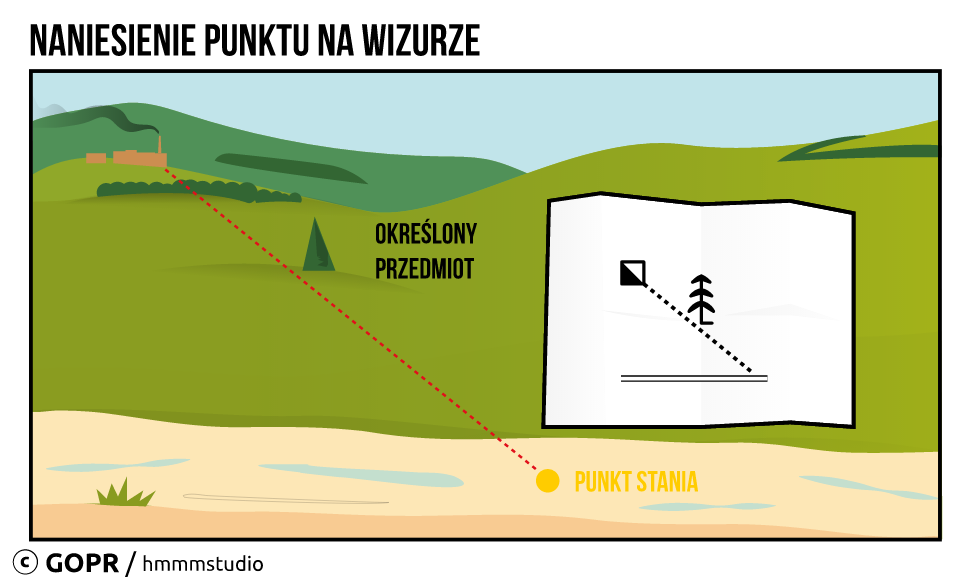 NANIESIENIE PUNKTU NA WIZURZE
OKREŚLONY
PRZEDMIOT
PUNKT STANIA
© GOPR / hmmmstudio